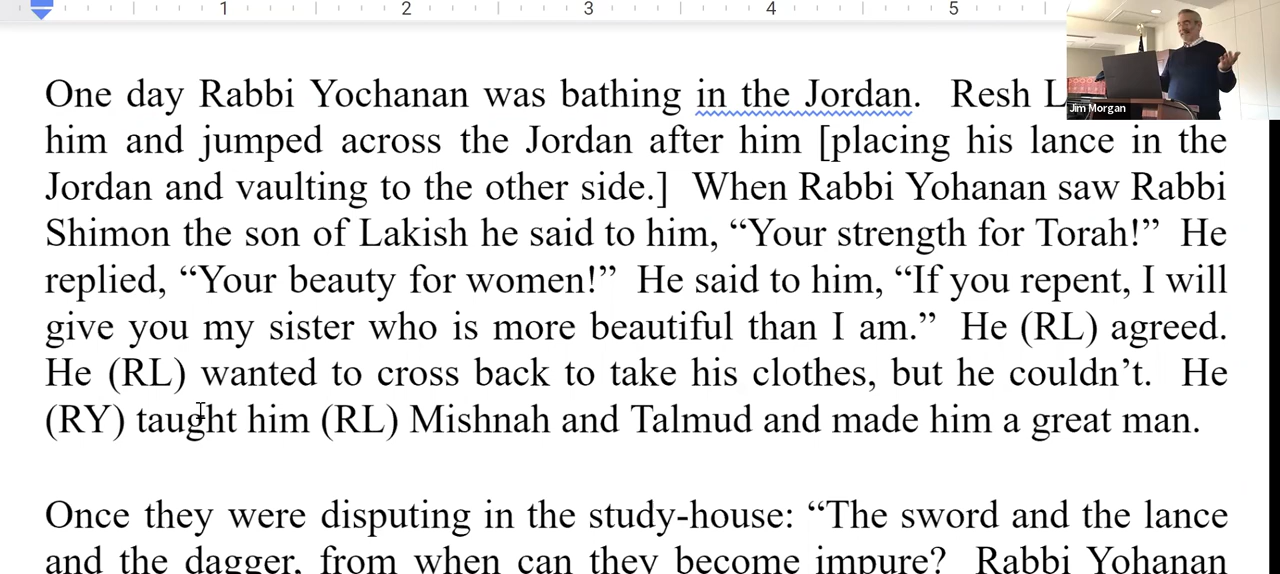 1 2 3 4 5
One day Rabbi Yochanan was bathing in the Jordan. Resh
Jim Morgan
him and jumped across the Jordan after him [placing his lance in the
Jordan and vaulting to the other side.] When Rabbi Yohanan saw Rabbi
Shimon the son of Lakish he said to him, “Your strength for Torah!” He
replied, “Your beauty for women!” He said to him, “If you repent, I will
give you my sister who is more beautiful than I am.” He (RL) agreed.
He (RL) wanted to cross back to take his clothes, but he couldn’t. He
(RY) taught him (RL) Mishnah and Talmud and made him a great man.
Once they were disputing in the study-house: “The sword and the lance
and the dagger, from when can they become impure? Rabbi Yohanan